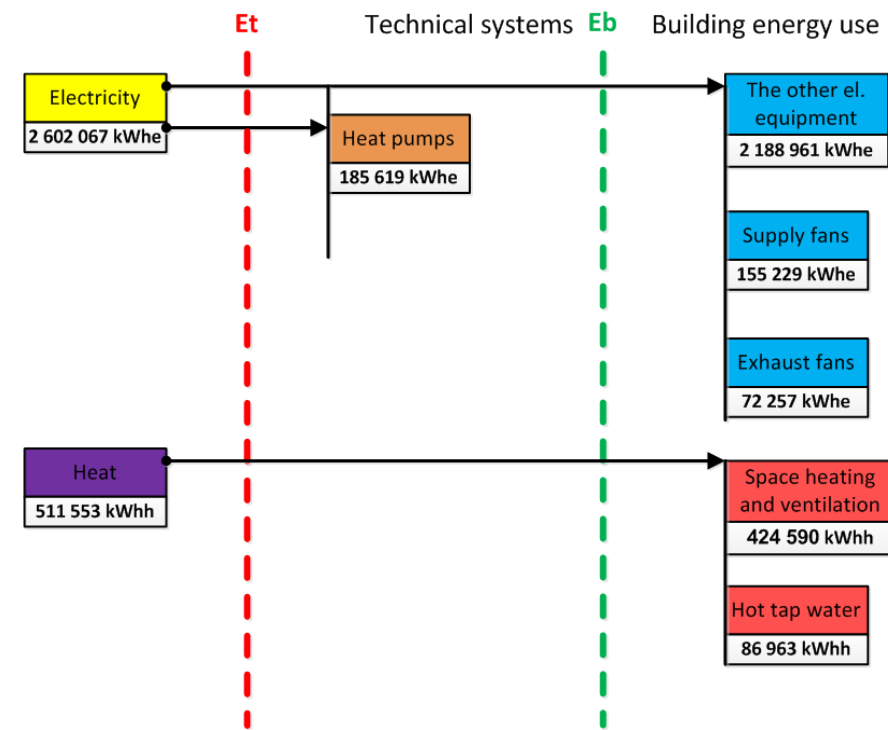 Et Technical systems Eb Building energy use
Electricity
2 602 067 kWhe
Heat pumps
185 619 kWhe
The other el.
equipment
2 188 961 kWhe
Supply fans
155 229 kWhe
Exhaust fans
72 257 kWhe
Heat
511 553 kWhh
Space heating
and ventilation
424 590 kWhh
Hot tap water
86 963 kWhh